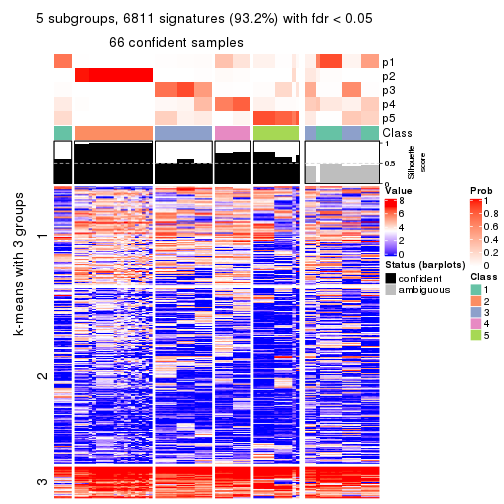 5 subgroups, 6811 signatures (93.2%) with fdr < 0.05
66 confident samples
p1
p2
p3
p4
p5
Class
1
0.5
0
Silhouette
score
k-means with 3 groups
1
2
3
Value
8
6
4
2
0
Status (barplots)
confident
ambiguous
Prob
1
0.8
0.6
0.4
0.2
0
Class
1
2
3
4
5